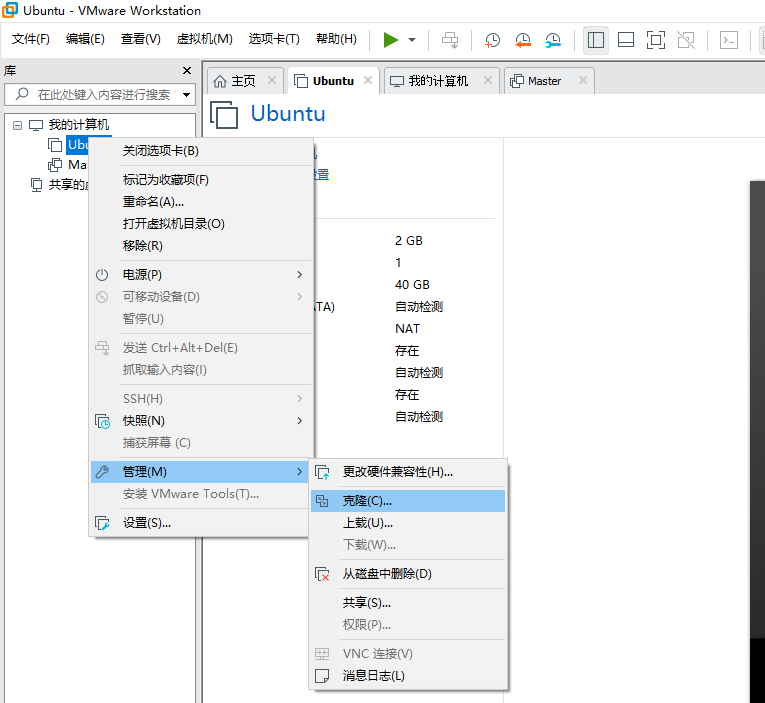 Ubuntu - VMware Workstation
文件(F) 编辑(E) 查看(V) 虚拟机(M) 选项卡(T) 帮助(H)
库
在此处键入内容进行搜索
主页 Ubuntu 我的计算机 Master
Ubuntu
我的计算机
Ubu
Ma
共享的
关闭选项卡(B)
标记为收藏项(F)
重命名(A)...
打开虚拟机目录(O)
移除(R)
电源(P)
可移动设备(D)
暂停(U)
发送 Ctrl+Alt+Del(E)
抓取输入内容(I)
SSH(H)
快照(N)
捕获屏幕 (C)
管理(M)
安装 VMware Tools(T)...
设置(S)...
置
2 GB
1
40 GB
TA) 自动检测
NAT
存在
自动检测
存在
自动检测
更改硬件兼容性(H)...
克隆(C)...
上载(U)...
下载(W)...
从磁盘中删除(D)
共享(S)...
权限(P)...
VNC 连接(V)
消息日志(L)